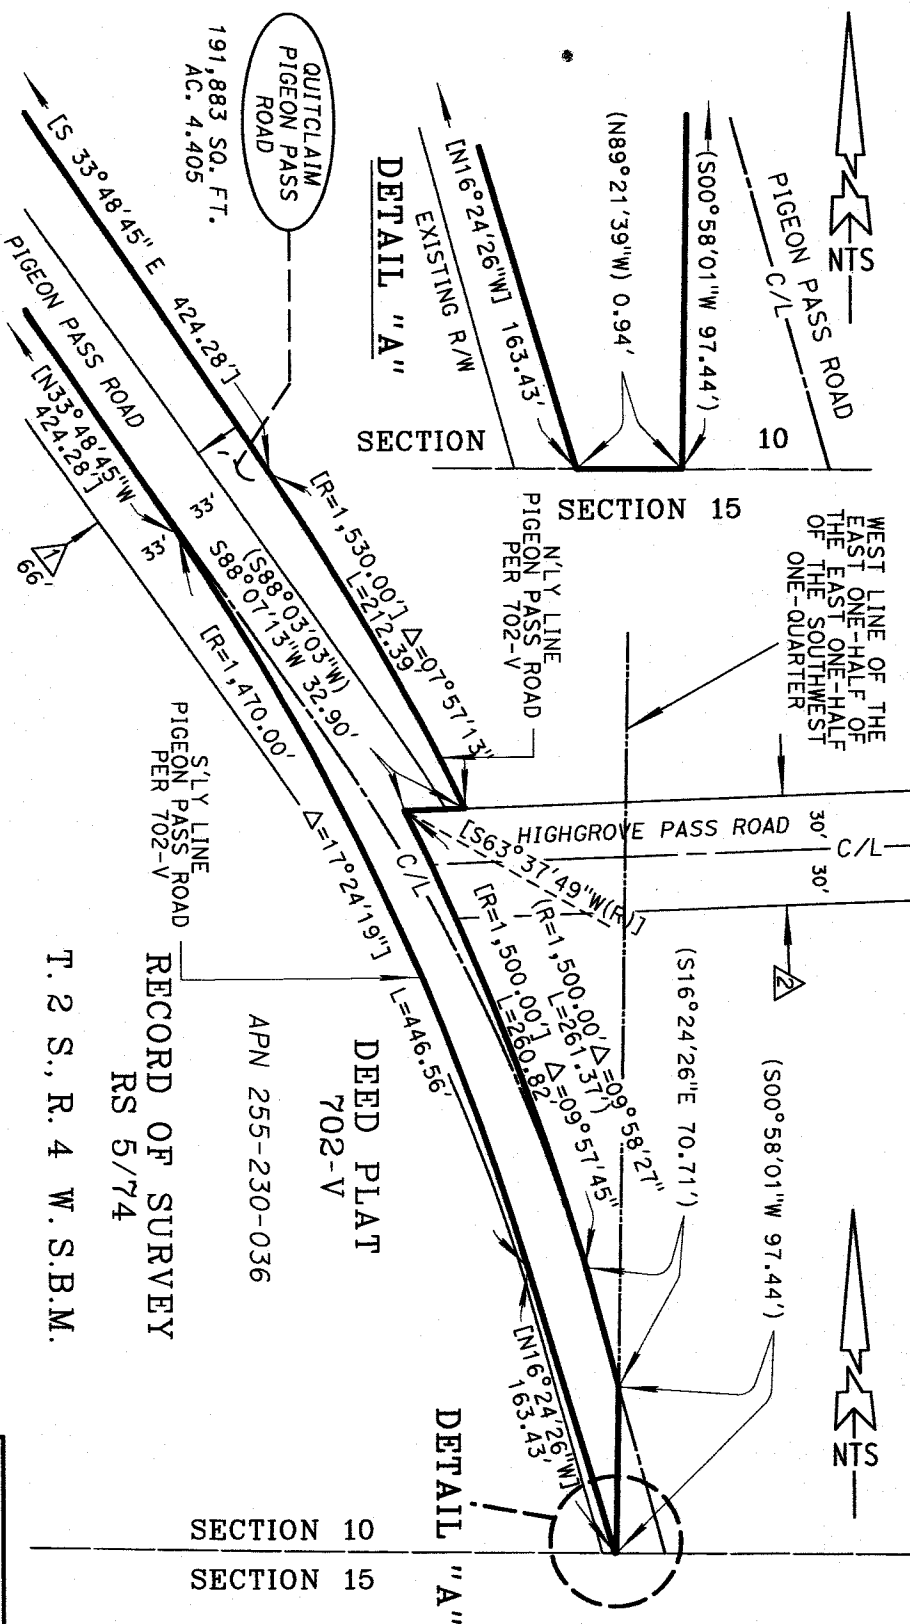 NTS
PIGEON PASS ROAD
C/L
(S00°58'01"W 97.44')
(N89°21'39"W) 0.94'
[N16°24'26"W] 163.43'
EXISTING R/W
DETAIL "A"
SECTION 10
SECTION 15
QUITCLAIM
PIGEON PASS
ROAD
191,883 SQ. FT.
AC. 4.405
[S 33°48'45" E 424.28']
PIGEON PASS ROAD
[N33°48'45"W
424.28']
33'
33'
1
66'
WEST LINE OF THE
EAST ONE-HALF OF
THE EAST ONE-HALF
OF THE SOUTHWEST
ONE-QUARTER
N'LY LINE
PIGEON PASS ROAD
PER 702-V
[R=1,530.00'] Δ=07°57'13"
L=212.39'
(S88°03'03"W)
S88°07'13"W 32.90'
[R=1,470.00' Δ=17°24'19"]
L=446.56'
S'LY LINE
PIGEON PASS ROAD
PER 702-V
HIGHGROVE PASS ROAD
30'
30'
C/L
2
[S63°37'49"W(R)]
C/L
(R=1,500.00' Δ=09°58'27"
L=261.37')
[R=1,500.00'] Δ=09°57'45"
L=260.82'
(S16°24'26"E 70.71')
(S00°58'01"W 97.44')
NTS
DEED PLAT
702-V
APN 255-230-036
RECORD OF SURVEY
RS 5/74
T. 2 S., R. 4 W. S.B.M.
[N16°24'26"W]
163.43'
DETAIL "A"
SECTION 10
SECTION 15